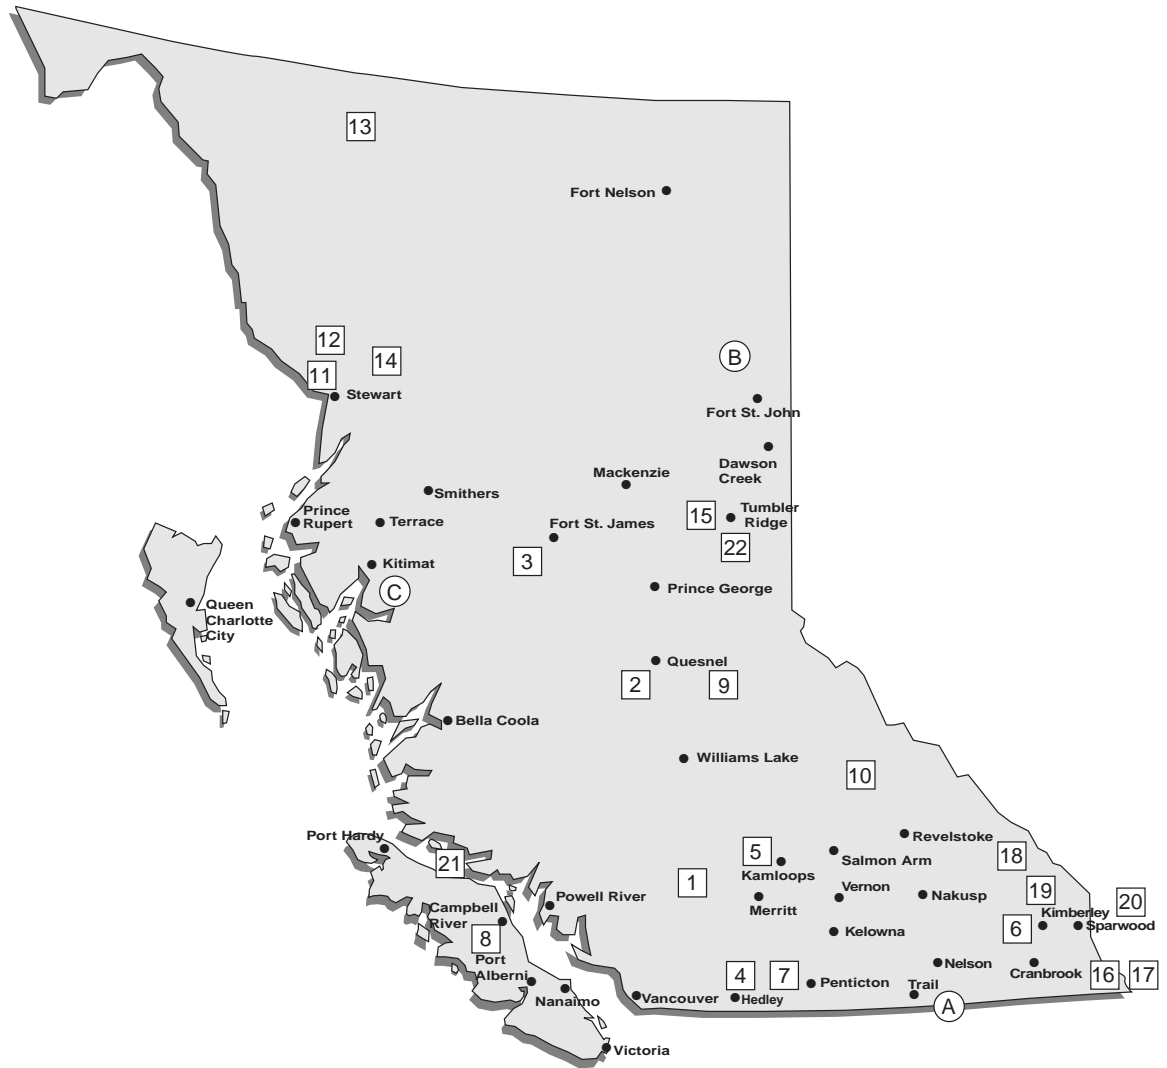 13
Fort Nelson
12
14
11
Stewart
B
Fort St. John
Dawson
Creek
Mackenzie
Smithers
Prince
Rupert
Terrace
15
Tumbler
Ridge
Fort St. James
22
3
Kitimat
C
Prince George
Queen
Charlotte
City
Quesnel
2
9
Bella Coola
Williams Lake
10
Port Hardy
21
Revelstoke
5
Kamloops
Salmon Arm
18
1
Merritt
Vernon
Nakusp
19
20
Powell River
Campbell
River
8
Kelowna
6
Kimberley
Sparwood
Port
Alberni
Nanaimo
Nelson
Cranbrook
16
17
4
7
Penticton
Trail
Vancouver
Hedley
A
Victoria